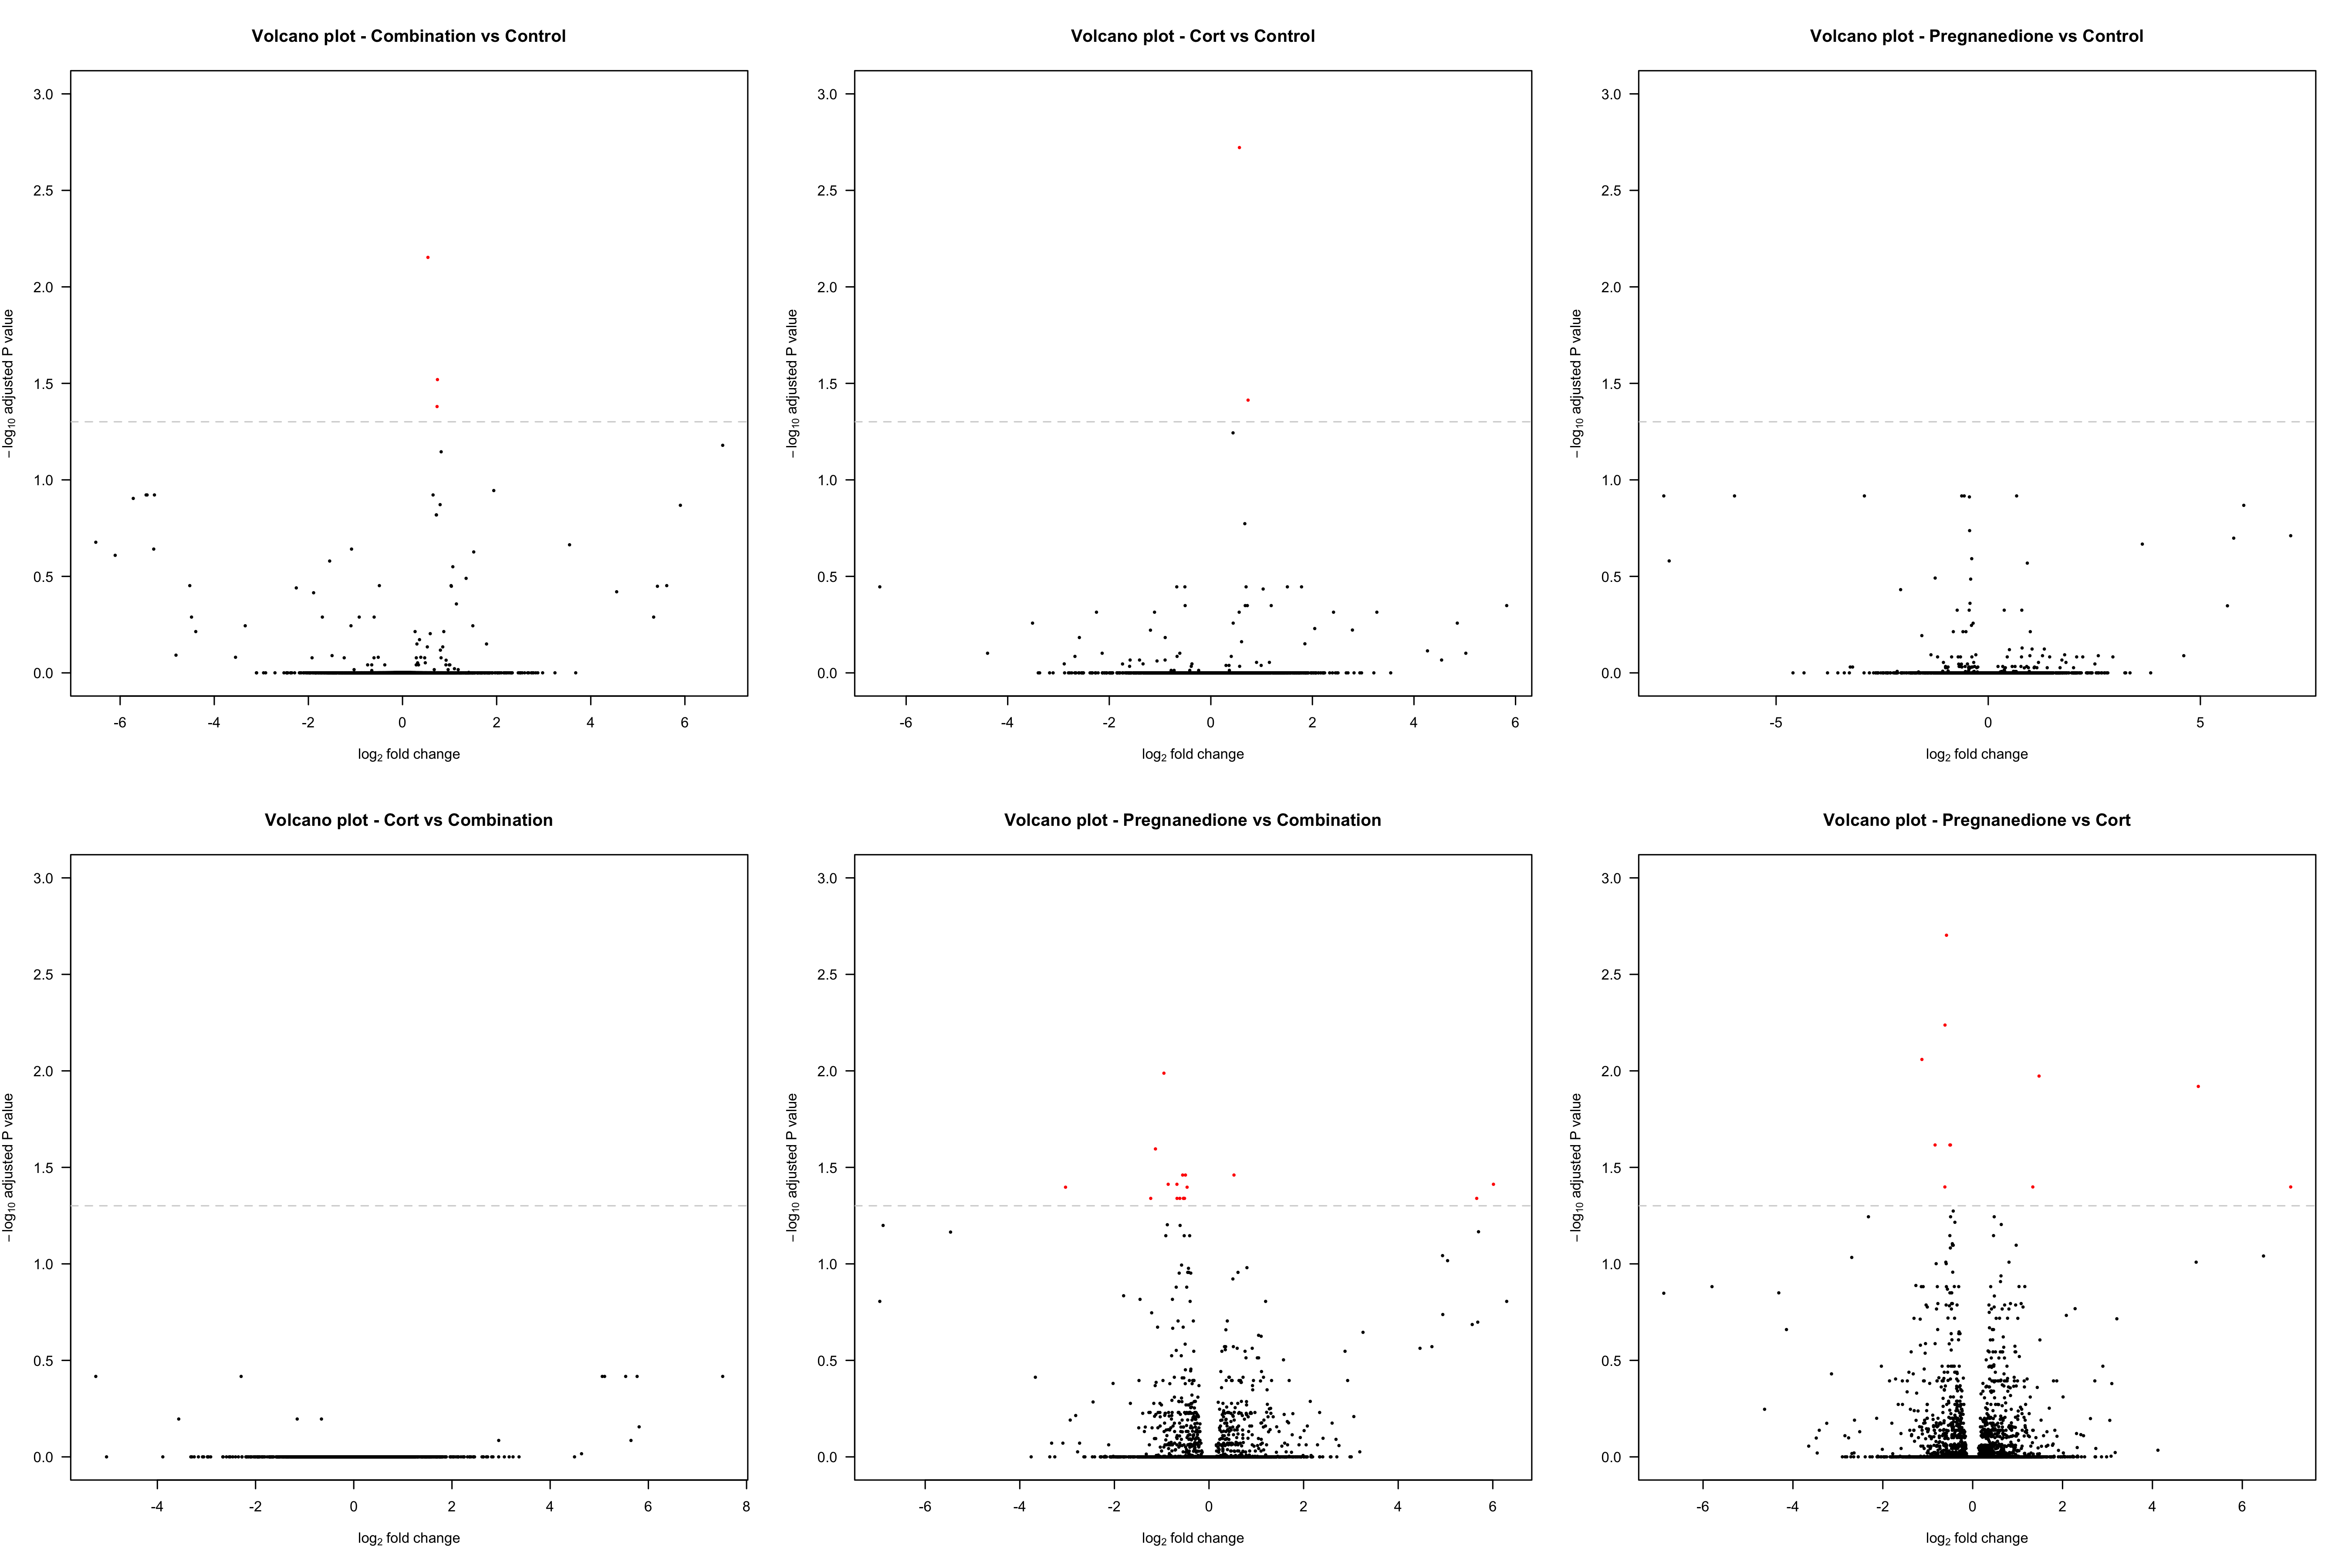 Volcano plot - Combination vs Control
3.0
2.5
2.0
1.5
1.0
0.5
0.0
-6 -4 -2 0 2 4 6
log2 fold change
−log10 adjusted P value
Volcano plot - Cort vs Control
3.0
2.5
2.0
1.5
1.0
0.5
0.0
-6 -4 -2 0 2 4 6
log2 fold change
−log10 adjusted P value
Volcano plot - Pregnanedione vs Control
3.0
2.5
2.0
1.5
1.0
0.5
0.0
-5 0 5
log2 fold change
−log10 adjusted P value
Volcano plot - Cort vs Combination
3.0
2.5
2.0
1.5
1.0
0.5
0.0
-4 -2 0 2 4 6 8
log2 fold change
−log10 adjusted P value
Volcano plot - Pregnanedione vs Combination
3.0
2.5
2.0
1.5
1.0
0.5
0.0
-6 -4 -2 0 2 4 6
log2 fold change
−log10 adjusted P value
Volcano plot - Pregnanedione vs Cort
3.0
2.5
2.0
1.5
1.0
0.5
0.0
-6 -4 -2 0 2 4 6
log2 fold change
−log10 adjusted P value